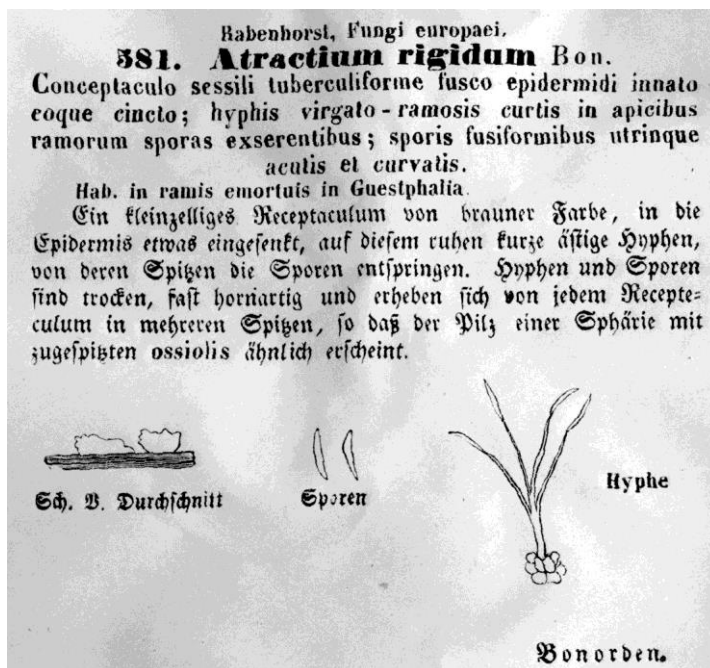 Rabenhorst, Fungi europaei.
581. Atractium rigidum Bon.
Conceptaculo sessili tuberculiforme fusco epidermidi innato
eoque cincto; hyphis virgato-ramosis curtis in apicibus
ramorum sporas exserentibus; sporis fusiformibus utrinque
acutis et curvatis.
Hab. in ramis emortuis in Guestphalia
Ein kleinzelliges Receptaculum von brauner Farbe, in die
Epidermis etwas eingesenkt, auf diesem ruhen kurze ästige Hyphen,
von deren Spitzen die Sporen entspringen. Hyphen und Sporen
sind trocken, fast hornartig und erheben sich von jedem Recepte-
culum in mehreren Spitzen, so daß der Pilz einer Sphärie mit
zugespitzten ossiolis ähnlich erscheint.
Sch. V. Durchschnitt
Sporen
Hyphe
Bonorden.